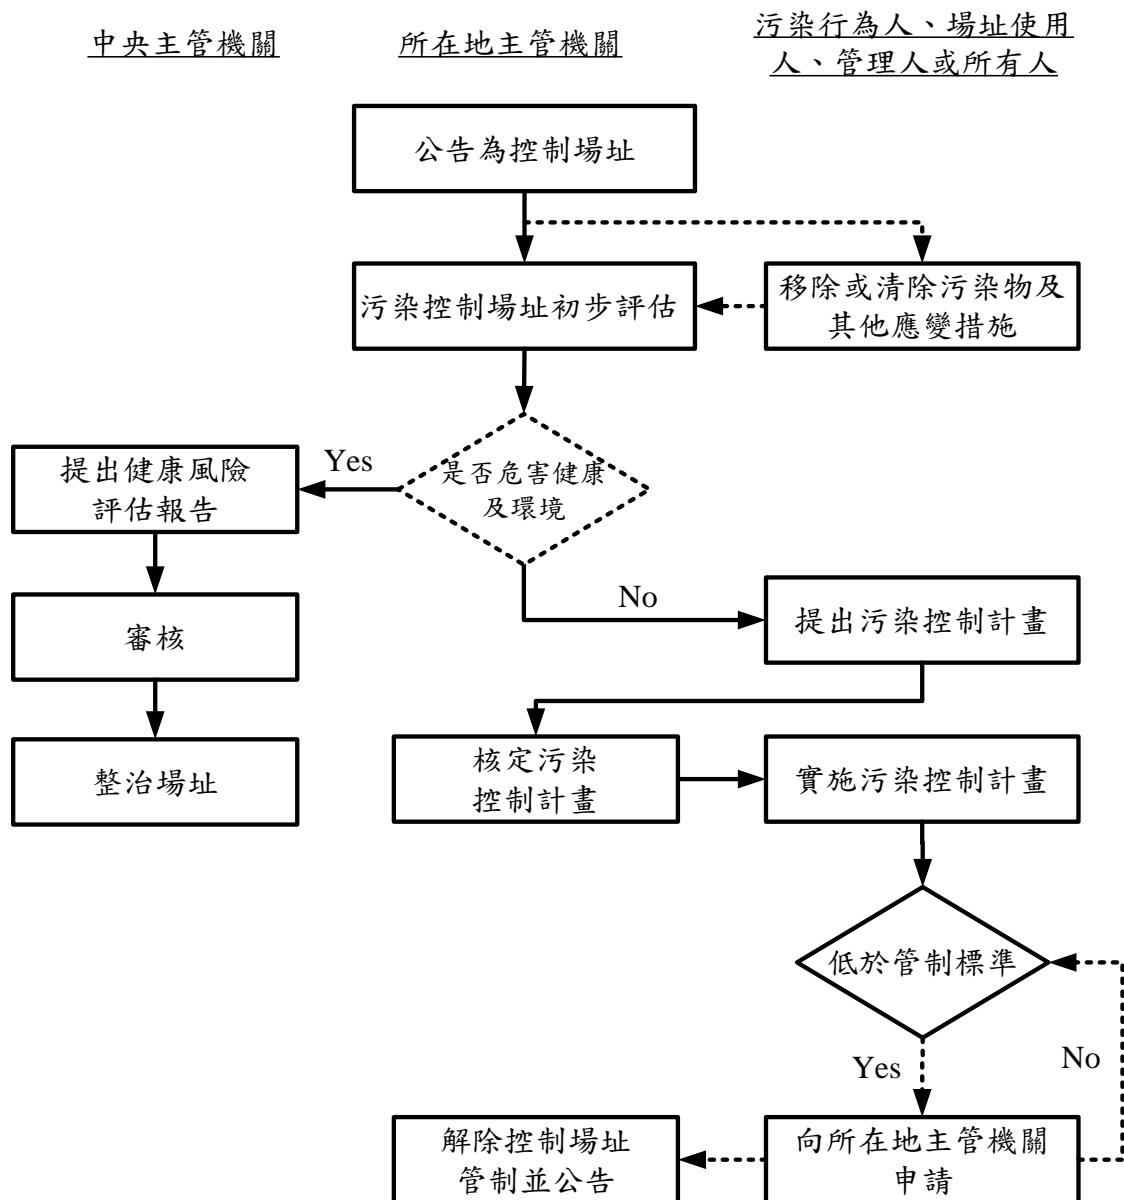 中央主管機關
所在地主管機關
污染行為人、場址使用
人、管理人或所有人
公告為控制場址
污染控制場址初步評估
移除或清除污染物及
其他應變措施
是否危害健康
及環境
Yes
提出健康風險
評估報告
No
審核
提出污染控制計畫
整治場址
核定污染
控制計畫
實施污染控制計畫
低於管制標準
Yes
No
解除控制場址
管制並公告
向所在地主管機關
申請